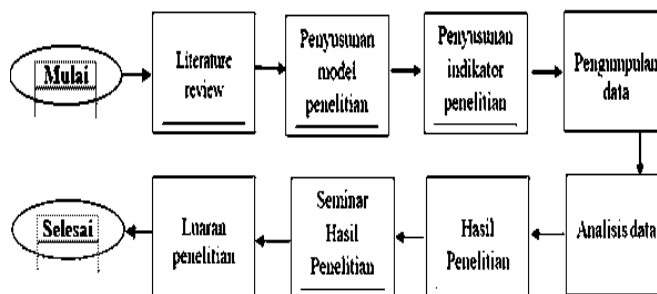 Mulai
Literature
review
Penyusunan
model
penelitian
Penyusunan
indikator
penelitian
Pengumpulan
data
Analisis data
Hasil
Penelitian
Seminar
Hasil
Penelitian
Luaran
penelitian
Selesai